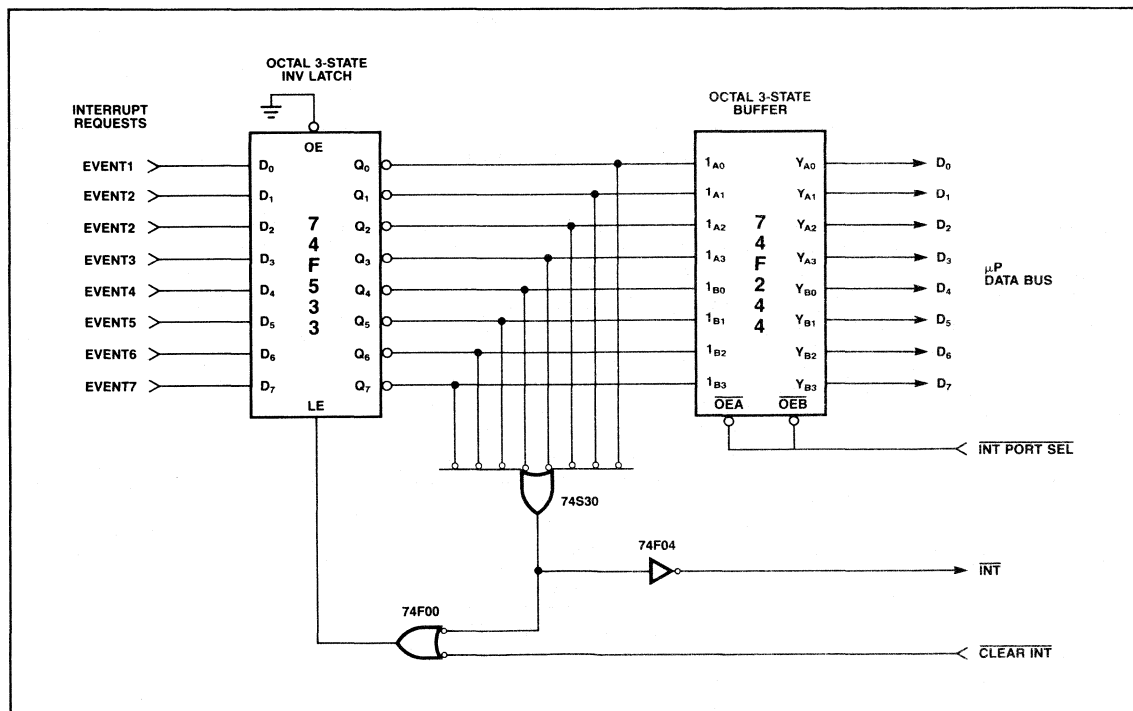 OCTAL 3-STATE
INV LATCH
OCTAL 3-STATE
BUFFER
INTERRUPT
REQUESTS
OE
EVENT1 D0 Q0 1A0 YA0 D0
EVENT2 D1 Q1 1A1 YA1 D1
EVENT2 D2 Q2 1A2 YA2 D2
EVENT3 D3 Q3 1A3 YA3 D3
EVENT4 D4 Q4 1B0 YB0 D4
EVENT5 D5 Q5 1B1 YB1 D5
EVENT6 D6 Q6 1B2 YB2 D6
EVENT7 D7 Q7 1B3 YB3 D7
74F533
74F244
μP
DATA BUS
LE
OEA OEB
INT PORT SEL
74S30
74F04
INT
74F00
CLEAR INT